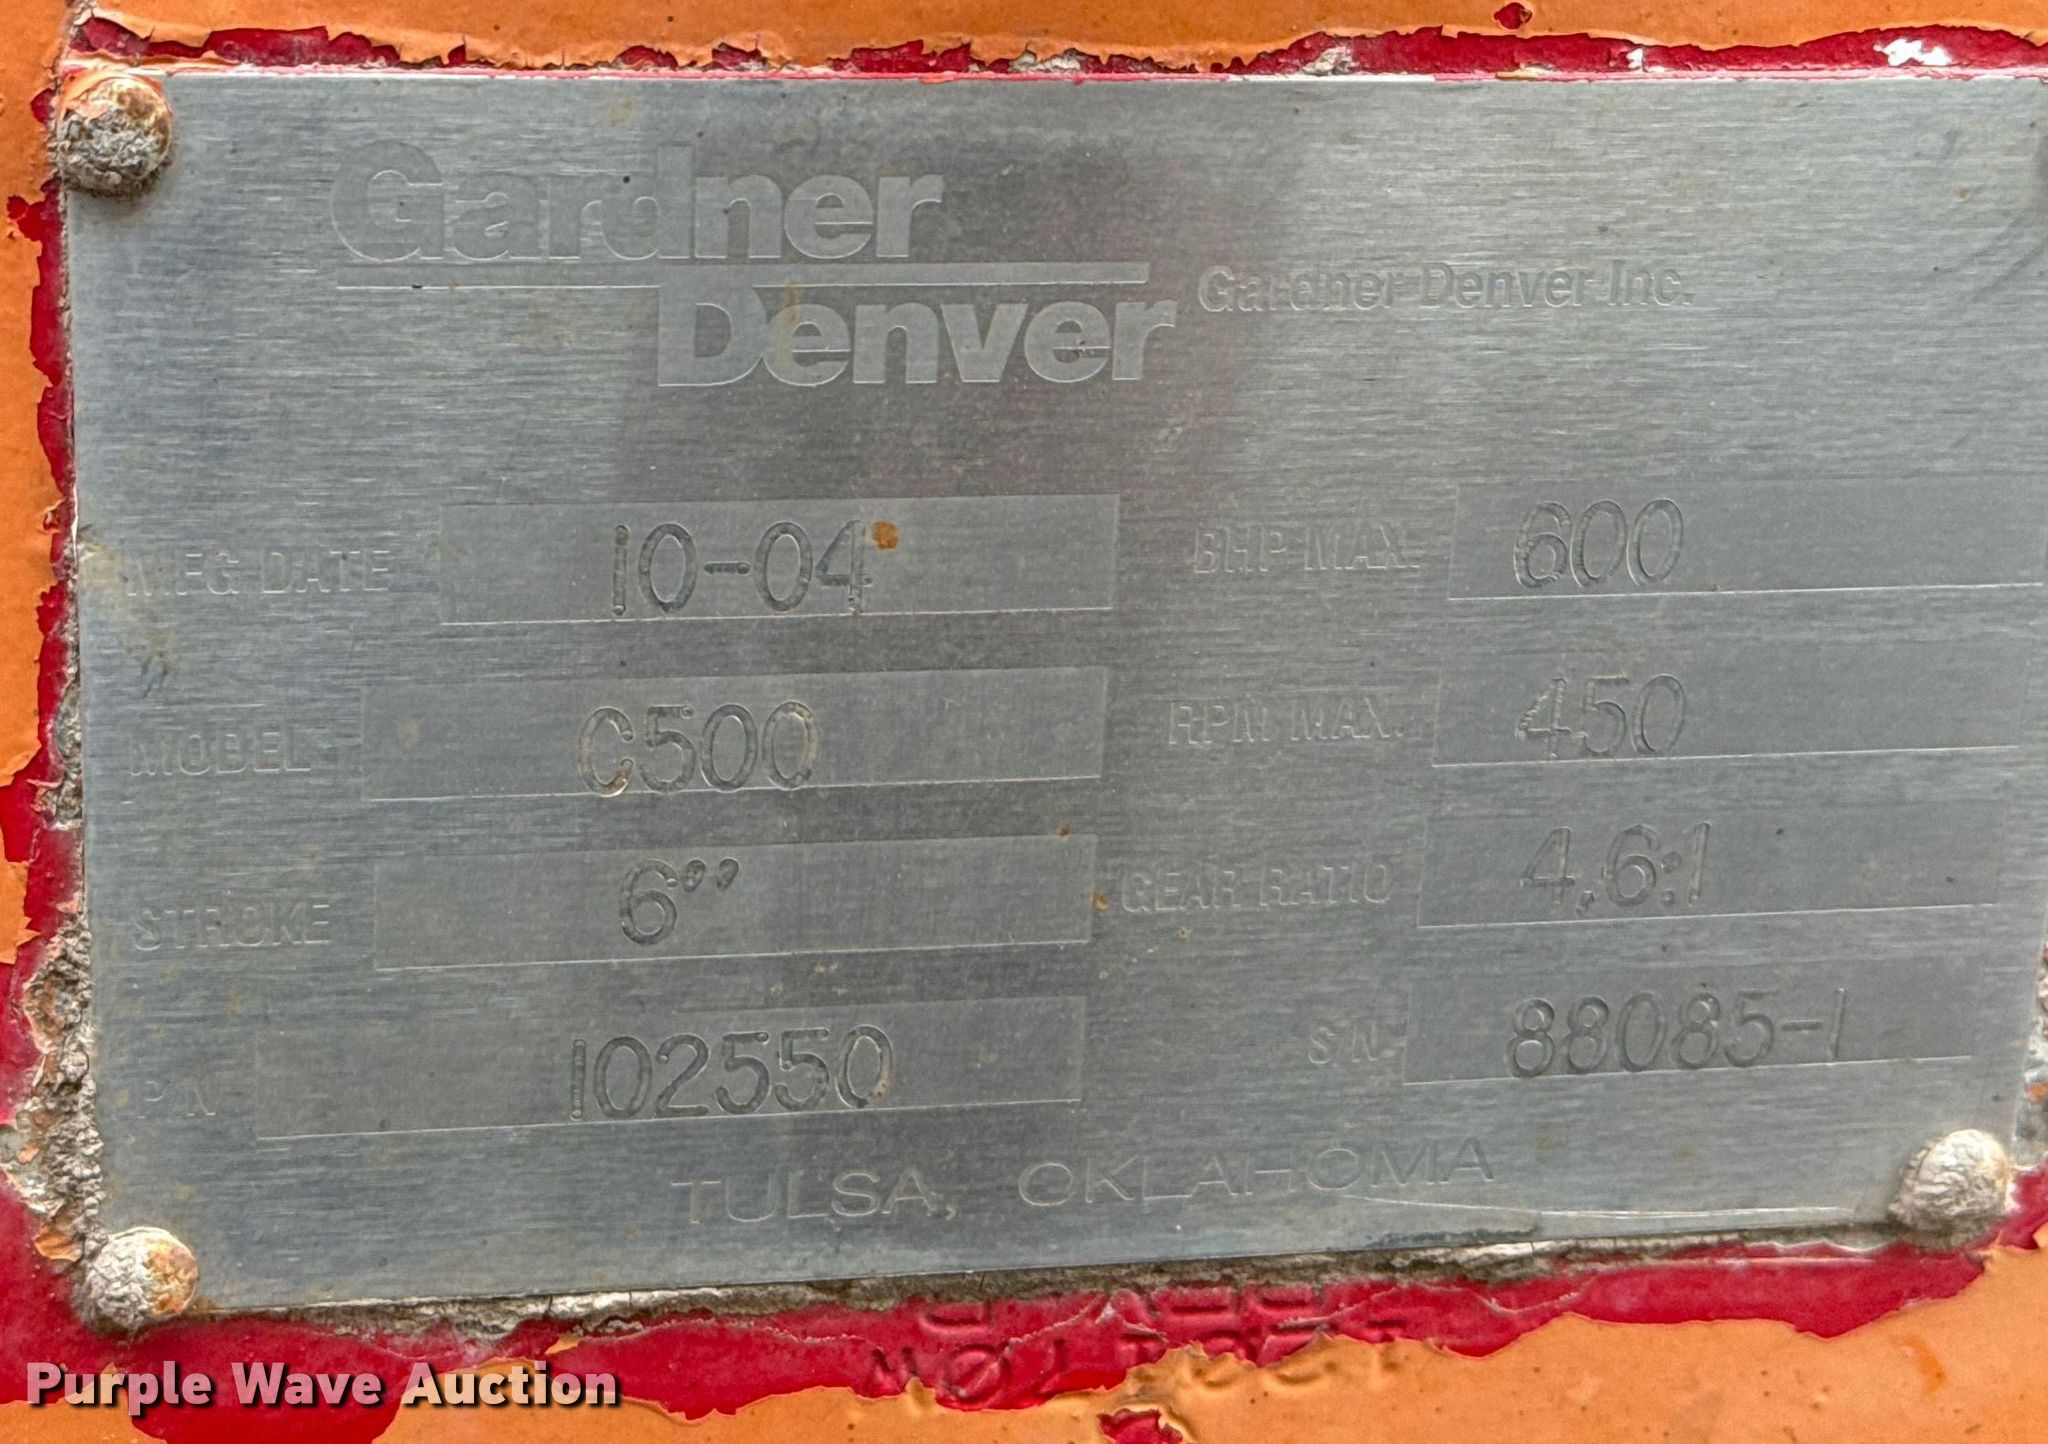 Gardner
Denver Gardner Denver Inc.
MFG DATE 10-04 BHP MAX. 600
MODEL C500 RPM MAX. 450
STROKE 6” GEAR RATIO 4.6:1
P/N 102550 S/N 88085-1
TULSA, OKLAHOMA
Purple Wave Auction